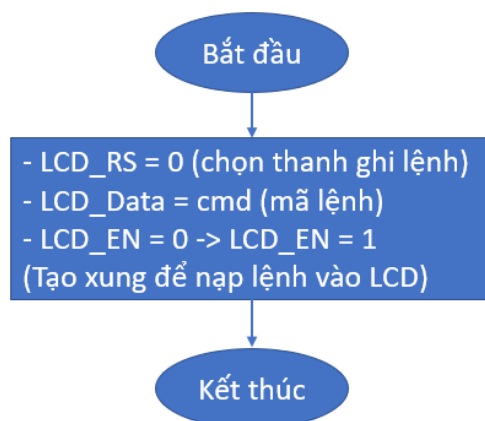 Bắt đầu
- LCD_RS = 0 (chọn thanh ghi lệnh)
- LCD_Data = cmd (mã lệnh)
- LCD_EN = 0 -> LCD_EN = 1
(Tạo xung để nạp lệnh vào LCD)
Kết thúc